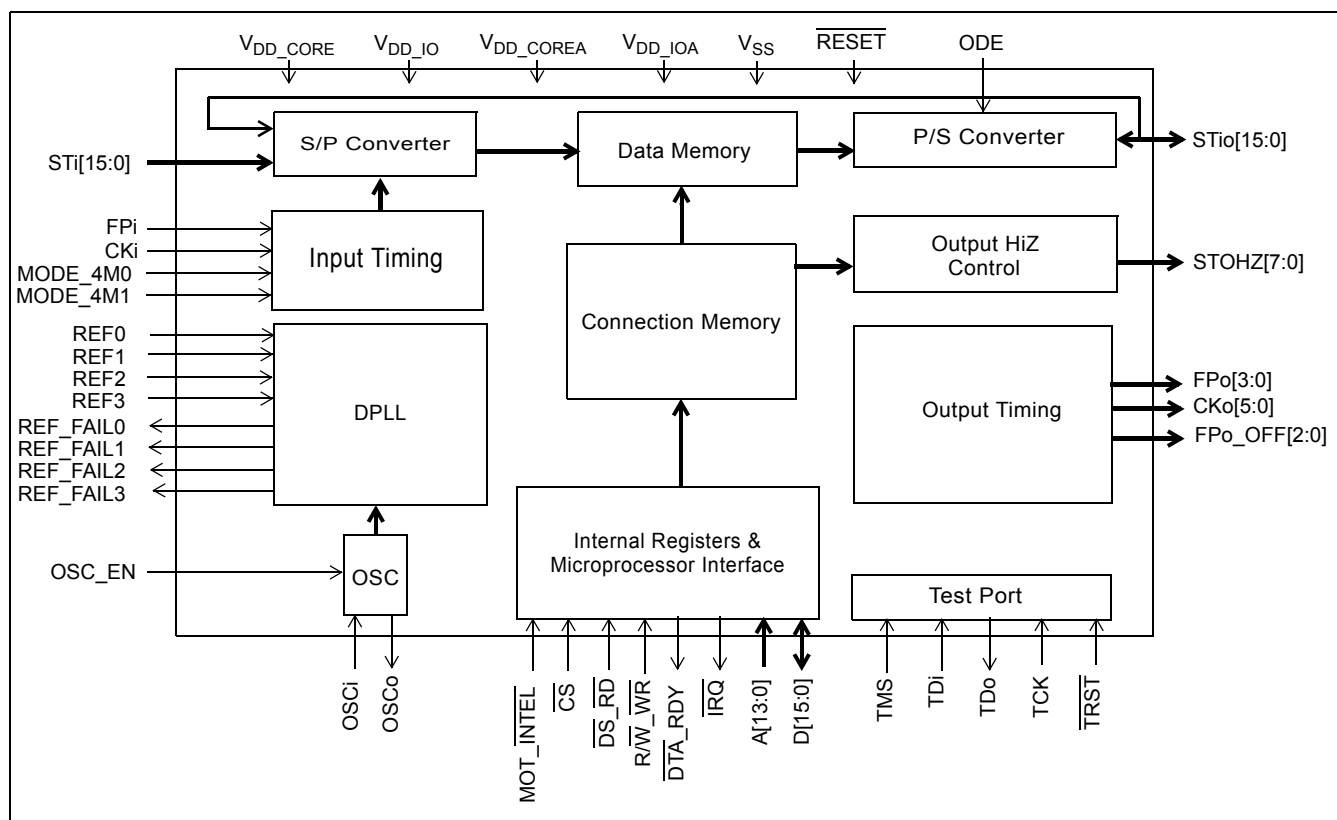 V_DD_CORE V_DD_IO V_DD_COREA V_DD_IOA V_SS RESET ODE
S/P Converter
Data Memory
P/S Converter
STi[15:0]
STio[15:0]
FPi
CKi
MODE_4M0
MODE_4M1
Input Timing
Output HiZ
Control
STOHZ[7:0]
Connection Memory
REF0
REF1
REF2
REF3
REF_FAIL0
REF_FAIL1
REF_FAIL2
REF_FAIL3
DPLL
Output Timing
FPo[3:0]
CKo[5:0]
FPo_OFF[2:0]
OSC_EN
OSC
Internal Registers &
Microprocessor Interface
Test Port
OSCi
OSCo
MOT_INTEL
CS
DS_RD
R/W_WR
DTA_RDY
IRQ
A[13:0]
D[15:0]
TMS
TDi
TDo
TCK
TRST